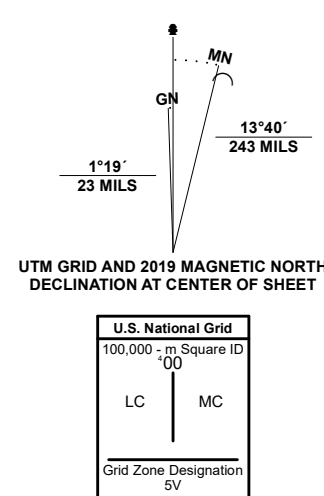 MN
GN
13°40´
243 MILS
1°19´
23 MILS
UTM GRID AND 2019 MAGNETIC NORTH
DECLINATION AT CENTER OF SHEET
U.S. National Grid
100,000 - m Square ID
⁴00
LC MC
Grid Zone Designation
5V